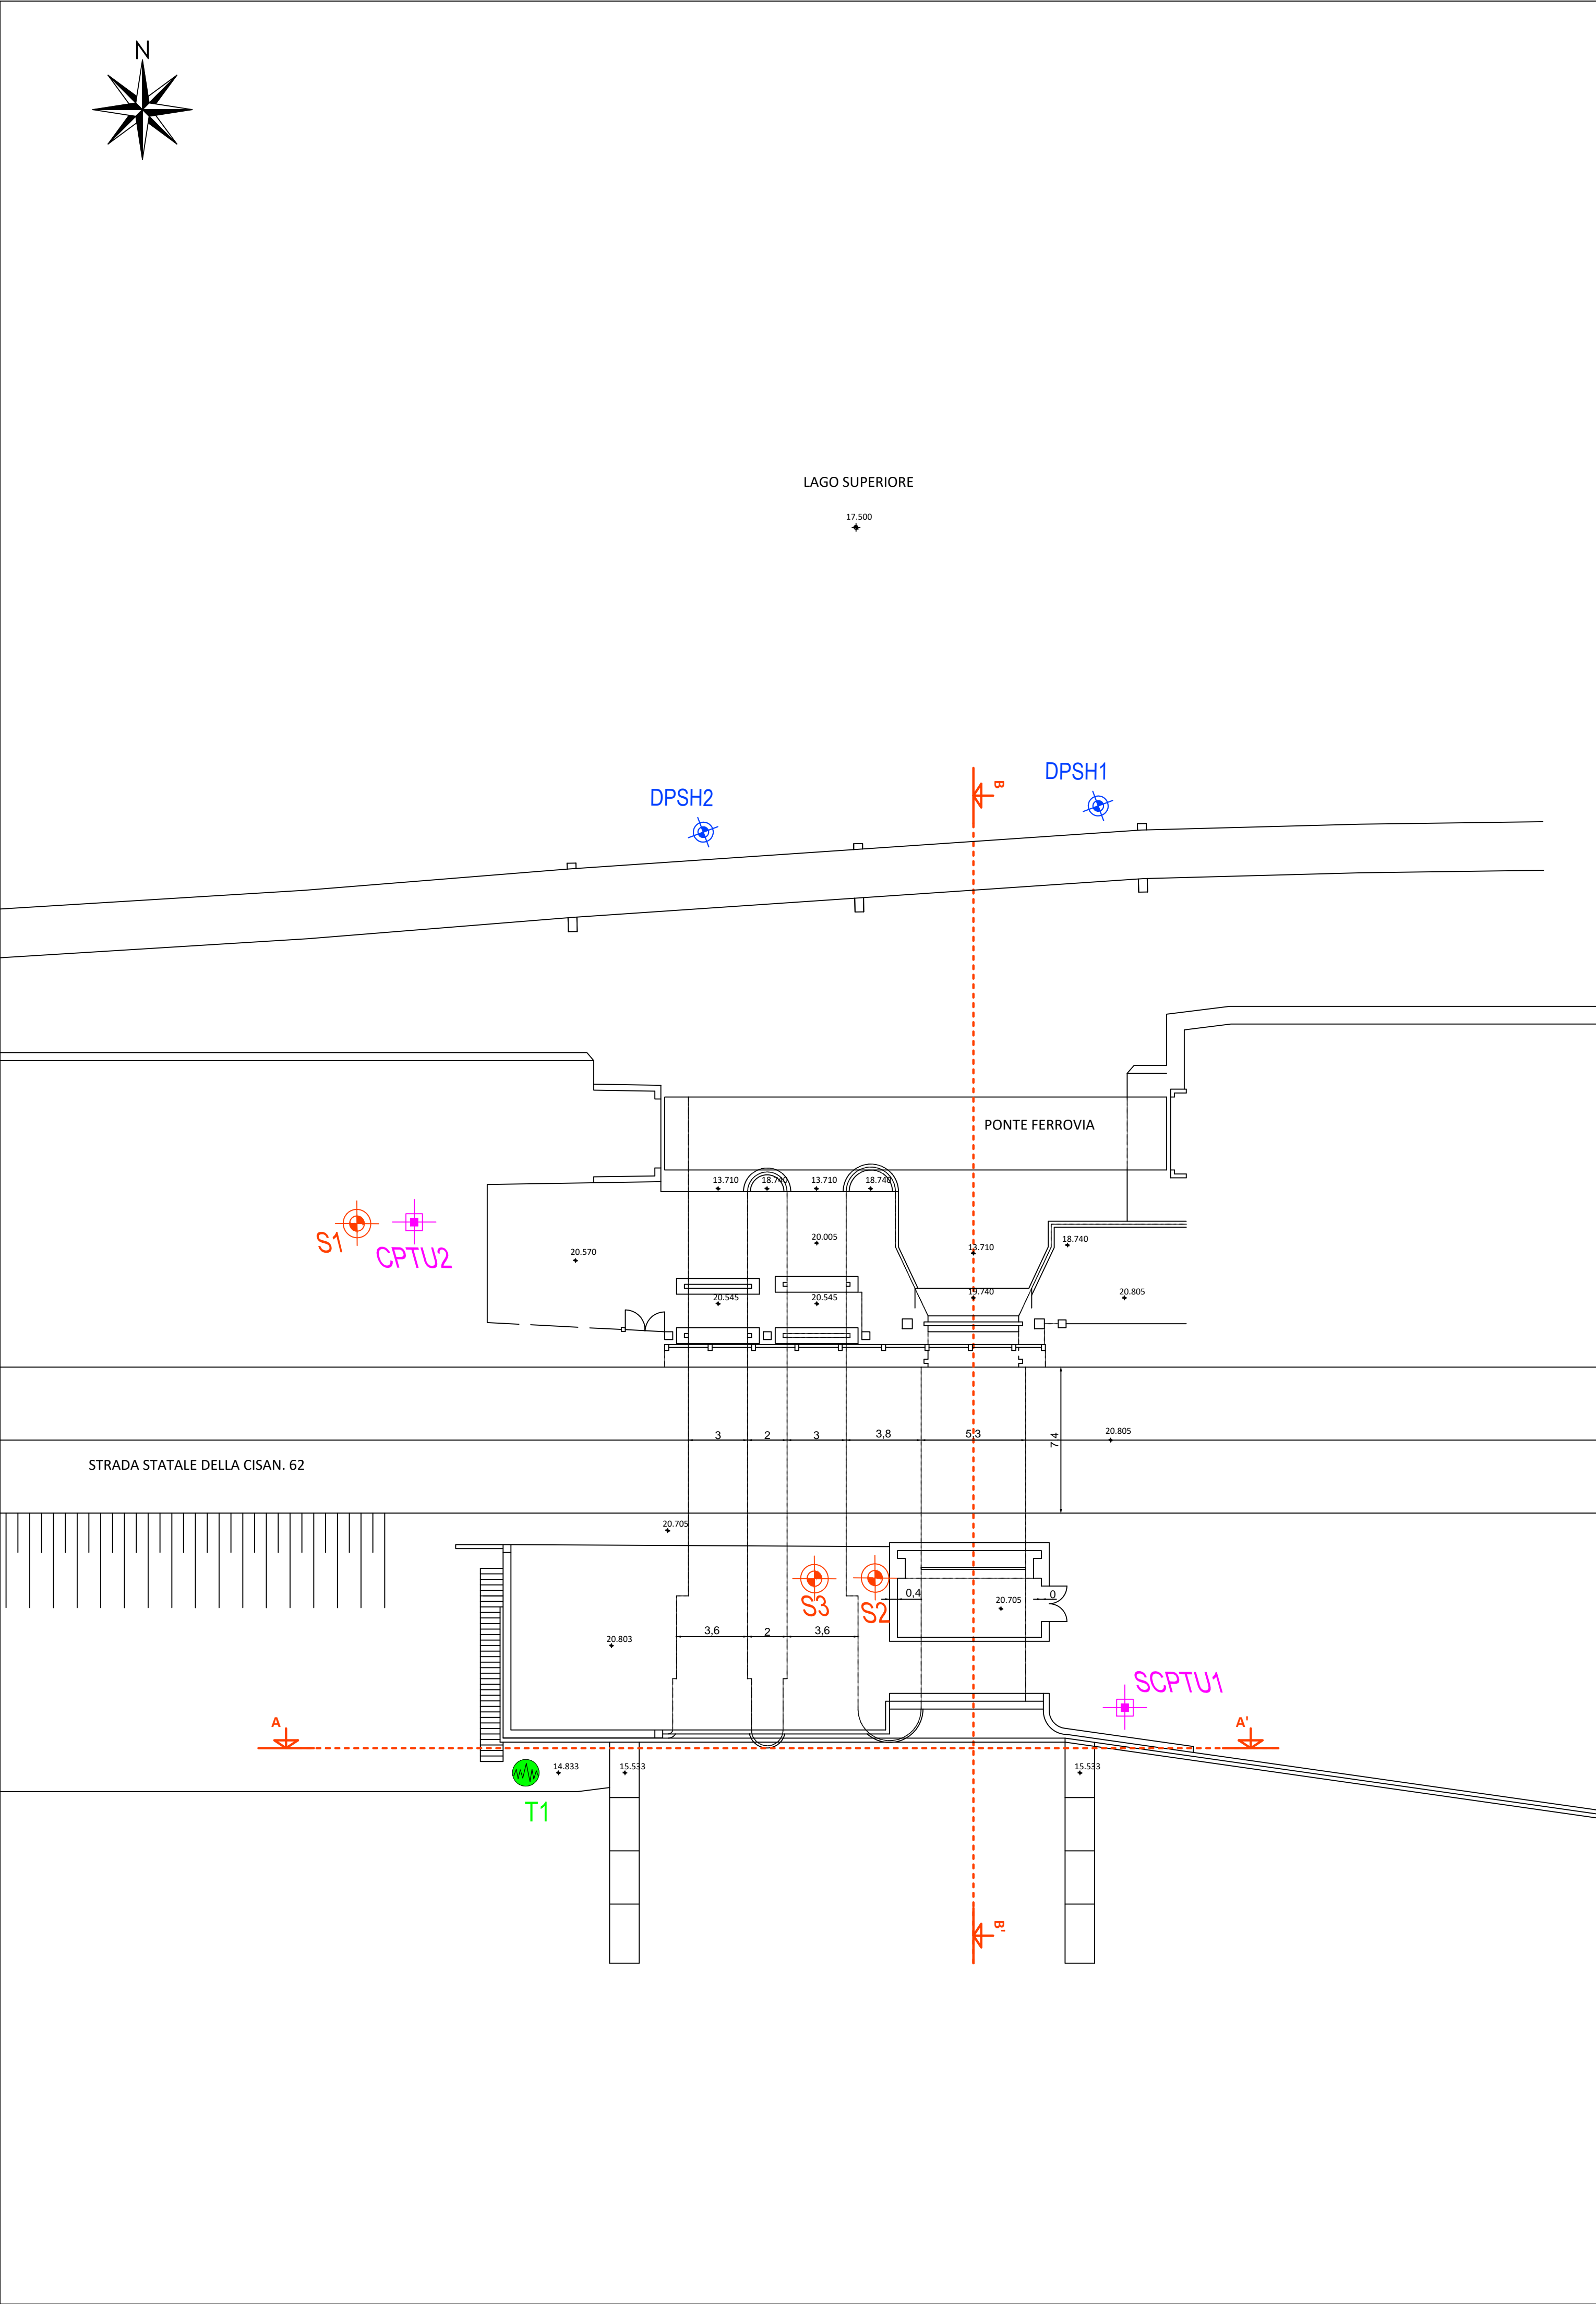 N
LAGO SUPERIORE
17.500
DPSH1
B
DPSH2
PONTE FERROVIA
13.710
18.740
13.710
18.740
S1
CPTU2
20.005
18.740
20.570
13.710
20.545
20.545
19.740
20.805
3
2
3
3,8
5,3
7,4
20.805
STRADA STATALE DELLA CISAN. 62
20.705
S3
S2
0,4
20.705
0
3,6
2
3,6
20.803
SCPTU1
A
A'
14.833
15.533
15.533
T1
B'